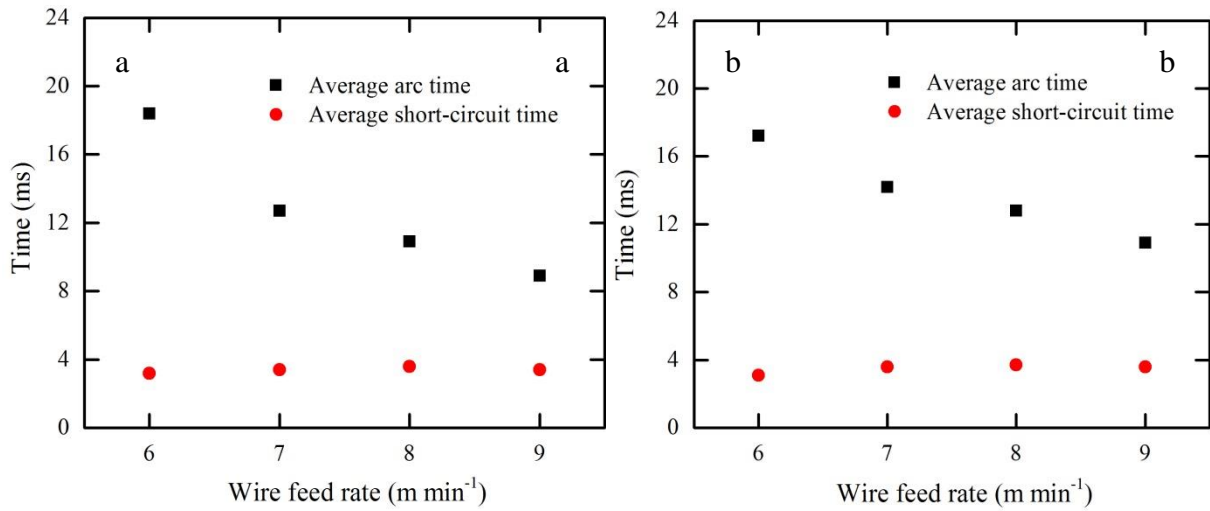 24
20
16
12
8
4
0
Time (ms)
a
a
Average arc time
Average short-circuit time
6 7 8 9
Wire feed rate (m min⁻¹)
24
20
16
12
8
4
0
Time (ms)
b
b
Average arc time
Average short-circuit time
6 7 8 9
Wire feed rate (m min⁻¹)